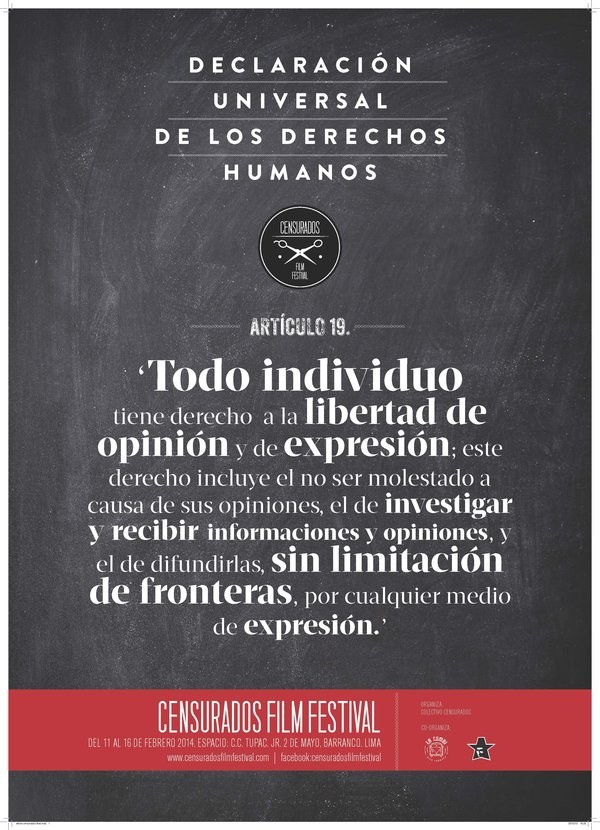 DECLARACIÓN
UNIVERSAL
DE LOS DERECHOS
HUMANOS
CENSURADOS
FILM
FESTIVAL
ARTÍCULO 19.
‘Todo individuo
tiene derecho a la libertad de
opinión y de expresión; este
derecho incluye el no ser molestado a
causa de sus opiniones, el de investigar
y recibir informaciones y opiniones, y
el de difundirlas, sin limitación
de fronteras, por cualquier medio
de expresión.’
CENSURADOS FILM FESTIVAL
DEL 11 AL 16 DE FEBRERO 2014. ESPACIO: C.C. TUPAC. JR. 2 DE MAYO. BARRANCO. LIMA
www.censuradosfilmfestival.com | facebook:censuradosfilmfestival
ORGANIZA
COLECTIVO CENSURADOS
CO-ORGANIZA
LA COMBI
F